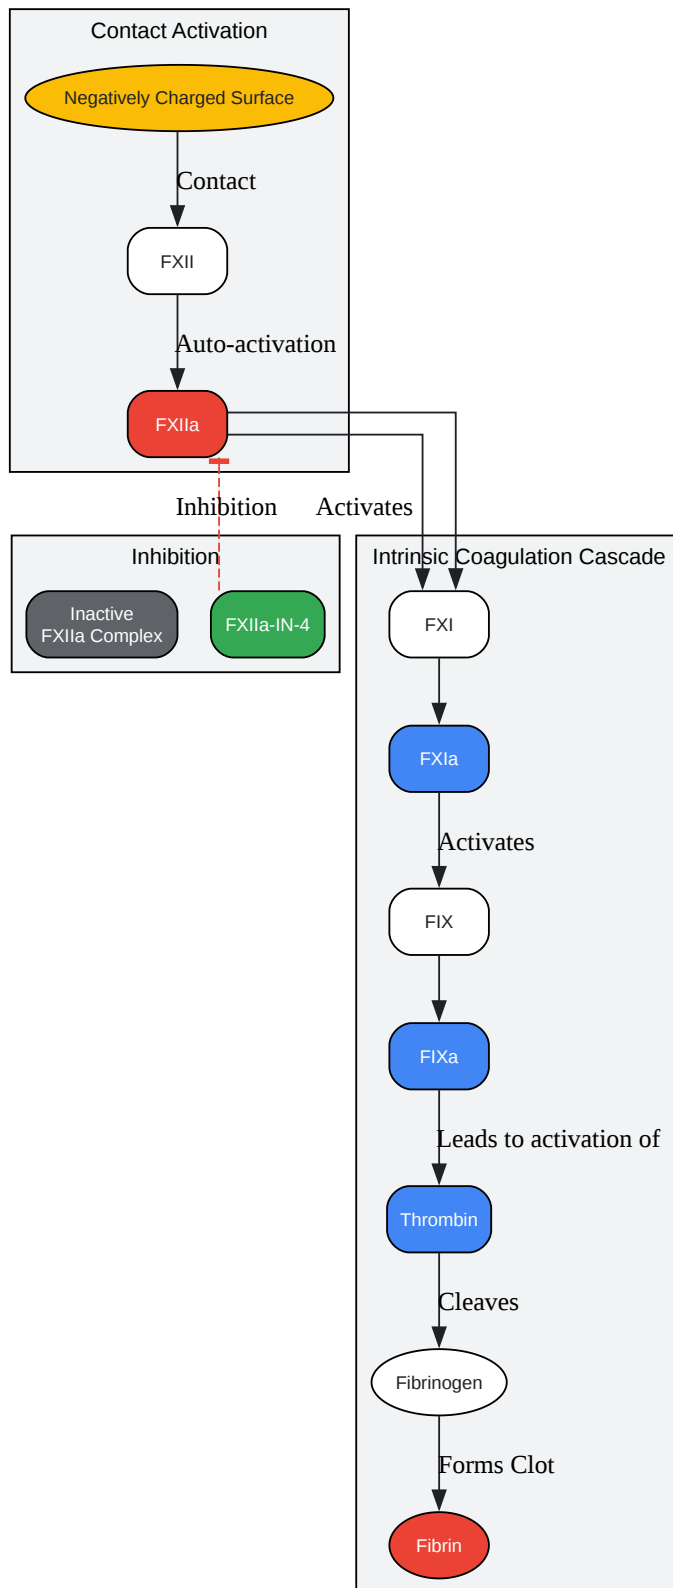 Contact Activation
Negatively Charged Surface
Contact
FXII
Auto-activation
FXIIa
Inhibition
Activates
Inhibition
Inactive
FXIIa Complex
FXIIa-IN-4
Intrinsic Coagulation Cascade
FXI
FXIa
Activates
FIX
FIXa
Leads to activation of
Thrombin
Cleaves
Fibrinogen
Forms Clot
Fibrin